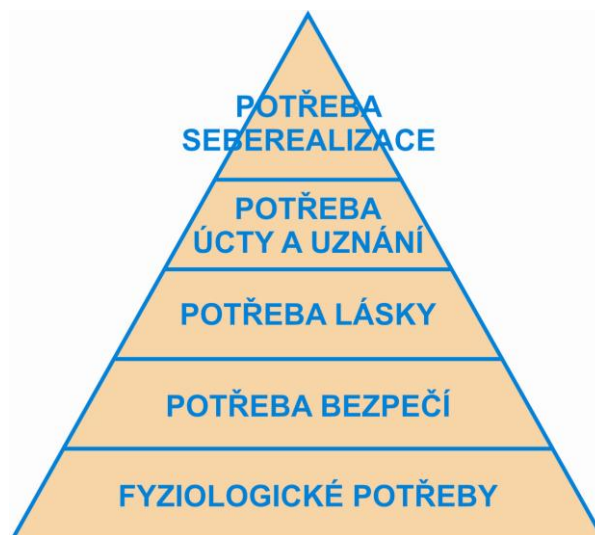 POTŘEBA
SEBEREALIZACE
POTŘEBA
ÚCTY A UZNÁNÍ
POTŘEBA LÁSKY
POTŘEBA BEZPEČÍ
FYZIOLOGICKÉ POTŘEBY